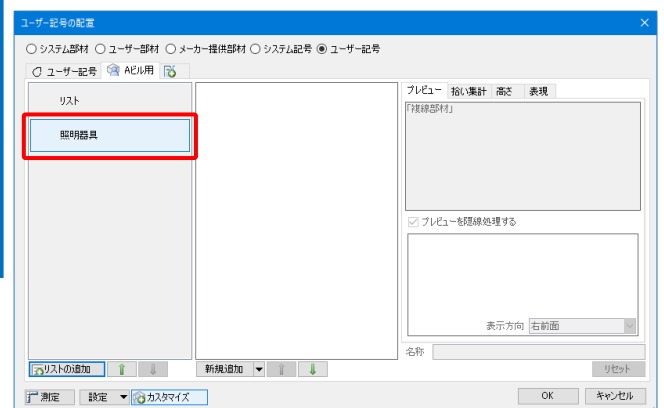 ユーザー記号の配置
システム部材 ユーザー部材 メーカー提供部材 システム記号 ユーザー記号
ユーザー記号 Aビル用
プレビュー 拾い集計 高さ 表現
リスト
「複線部材」
照明器具
プレビューを隠線処理する
表示方向 右前面
名称
リストの追加 新規追加 リセット
測定 設定 カスタマイズ OK キャンセル